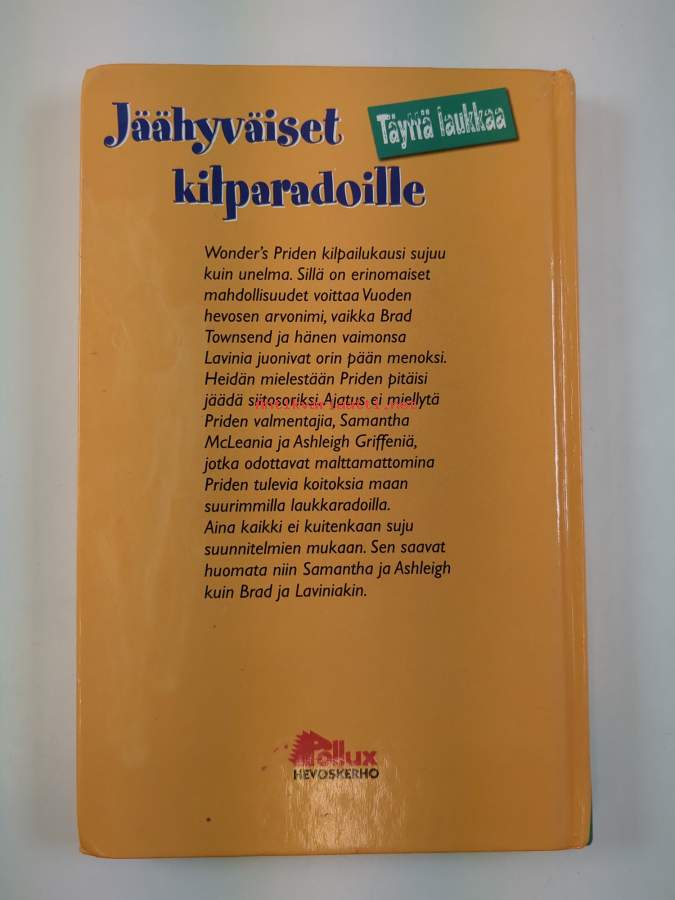 Jäähyväiset
Täyttä laukkaa
kilparadoille
Wonder's Priden kilpailukausi sujuu
kuin unelma. Sillä on erinomaiset
mahdollisuudet voittaa Vuoden
hevosen arvonimi, vaikka Brad
Townsend ja hänen vaimonsa
Lavinia juonivat orin pään menoksi.
Heidän mielestään Priden pitäisi
jäädä siitosoriksi. Ajatus ei miellytä
Priden valmentajia, Samantha
McLeania ja Ashleigh Griffeniä,
jotka odottavat malttamattomina
Priden tulevia koitoksia maan
suurimmilla laukkaradoilla.
Aina kaikki ei kuitenkaan suju
suunnitelmien mukaan. Sen saavat
huomata niin Samantha ja Ashleigh
kuin Brad ja Laviniakin.
Pollux
HEVOSKERHO